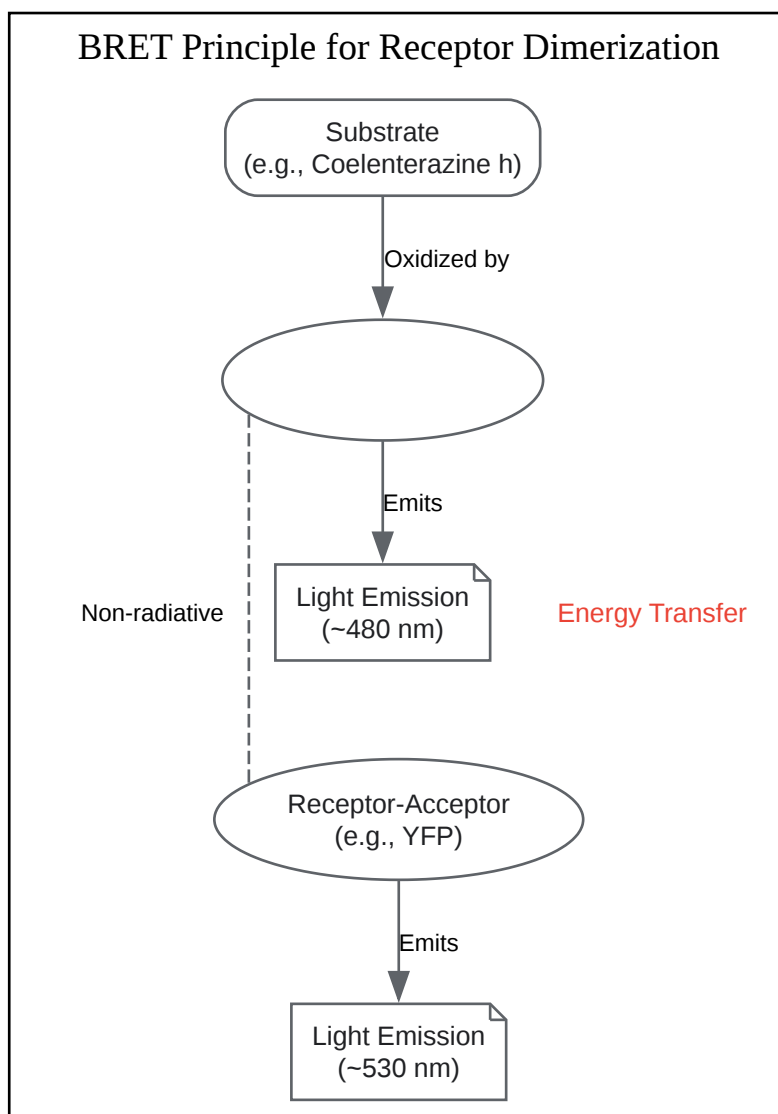 BRET Principle for Receptor Dimerization
Substrate
(e.g., Coelenterazine h)
Oxidized by
Emits
Light Emission
(~480 nm)
Non-radiative
Energy Transfer
Receptor-Acceptor
(e.g., YFP)
Emits
Light Emission
(~530 nm)